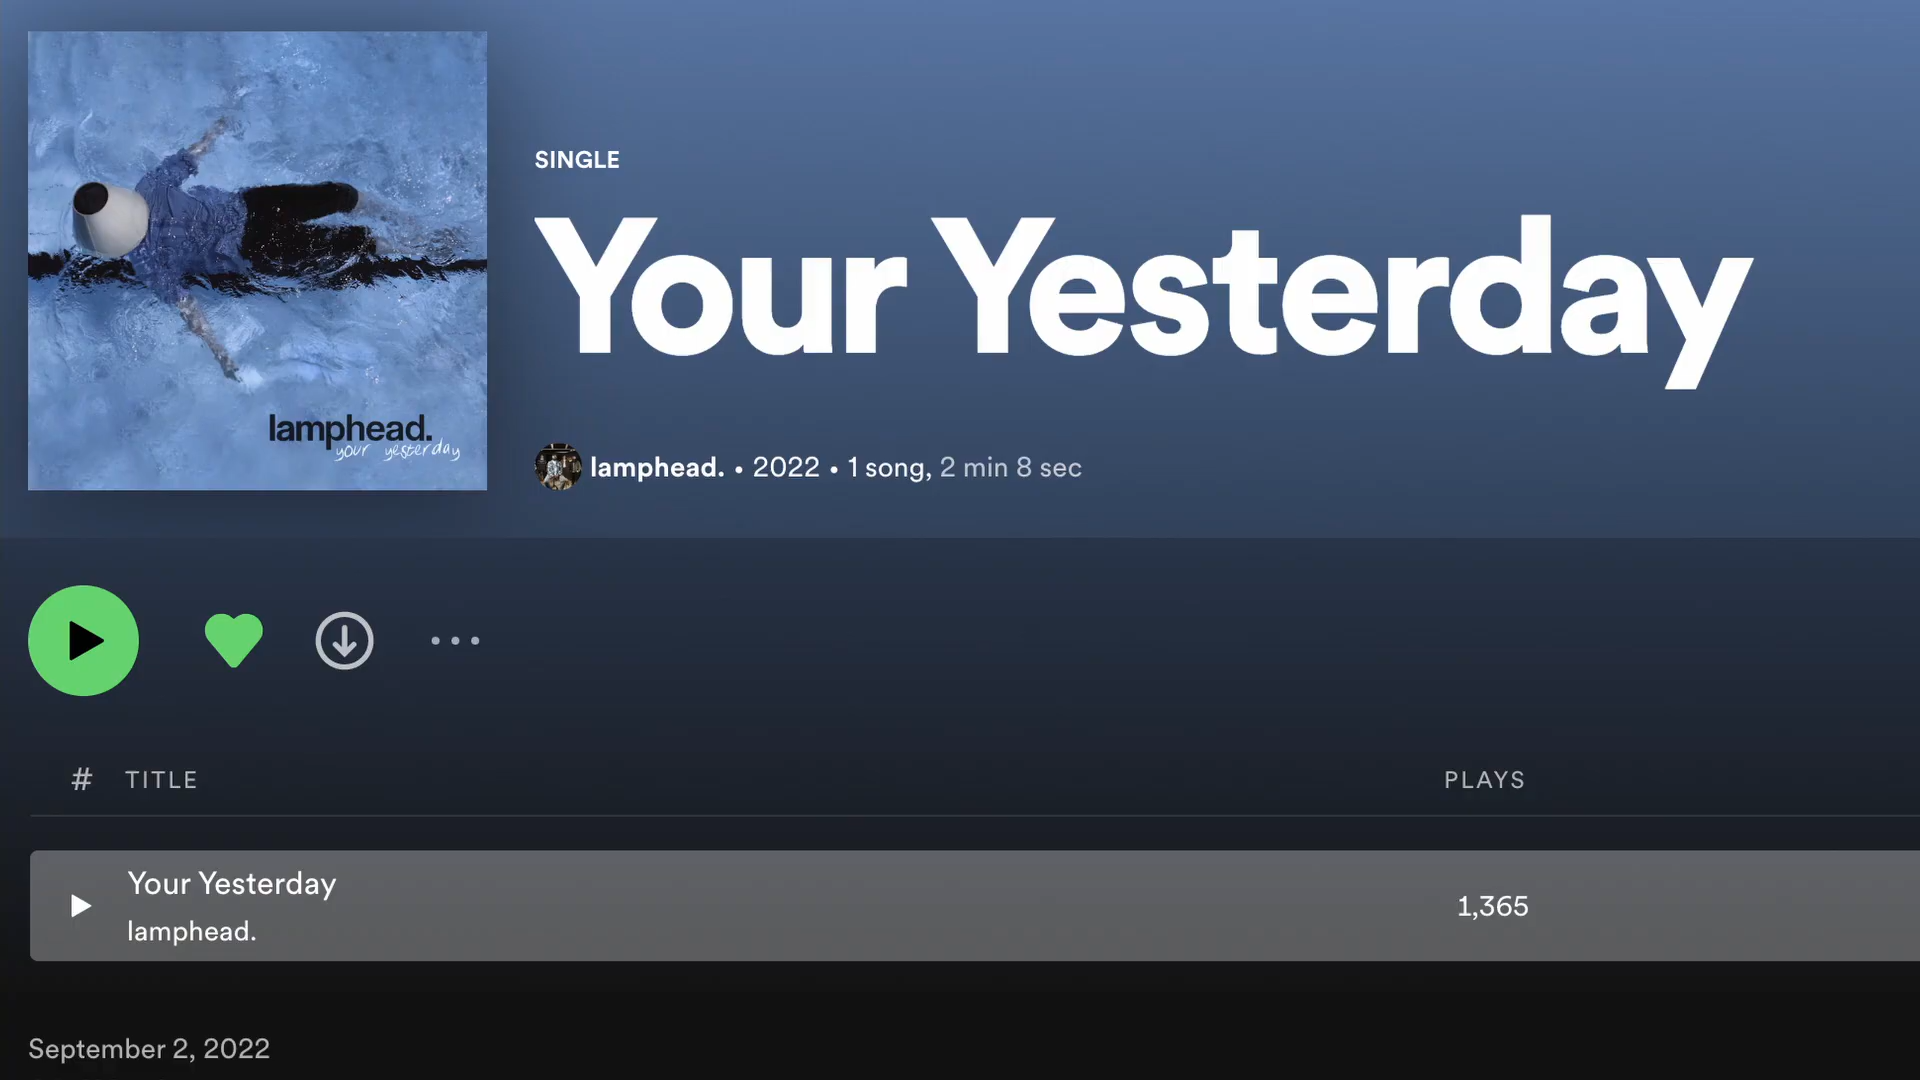 lamphead.
your yesterday
SINGLE
Your Yesterday
lamphead. • 2022 • 1 song, 2 min 8 sec
# TITLE PLAYS
Your Yesterday
lamphead.
1,365
September 2, 2022